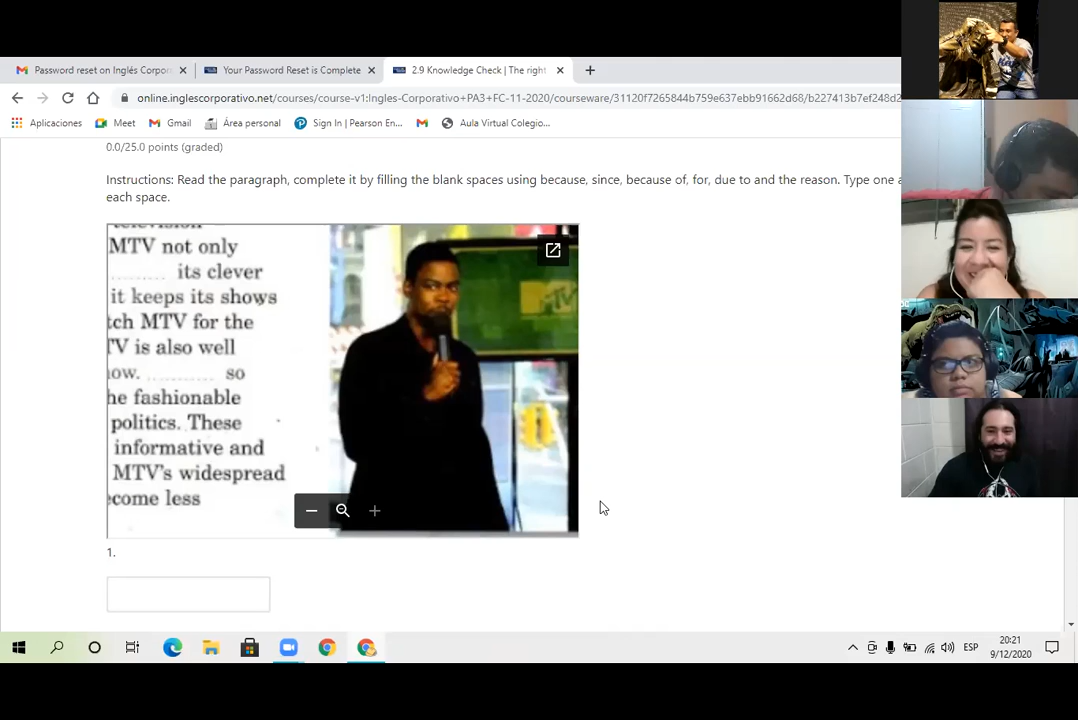 Password reset on Inglés Corpor
Your Password Reset is Complete
2.9 Knowledge Check | The right
online.inglescorporativo.net/courses/course-v1:Ingles-Corporativo+PA3+FC-11-2020/courseware/31120f7265844b759e637ebb91662d68/b227413b7ef248d2
Aplicaciones
Meet
Gmail
Área personal
Sign In | Pearson En...
Aula Virtual Colegio...
0.0/25.0 points (graded)
Instructions: Read the paragraph, complete it by filling the blank spaces using because, since, because of, for, due to and the reason. Type one a
each space.
television
MTV not only
............ its clever
it keeps its shows
tch MTV for the
TV is also well
ow. ............... so
he fashionable
politics. These
informative and
MTV's widespread
ecome less
MTV
1.
ESP
20:21
9/12/2020